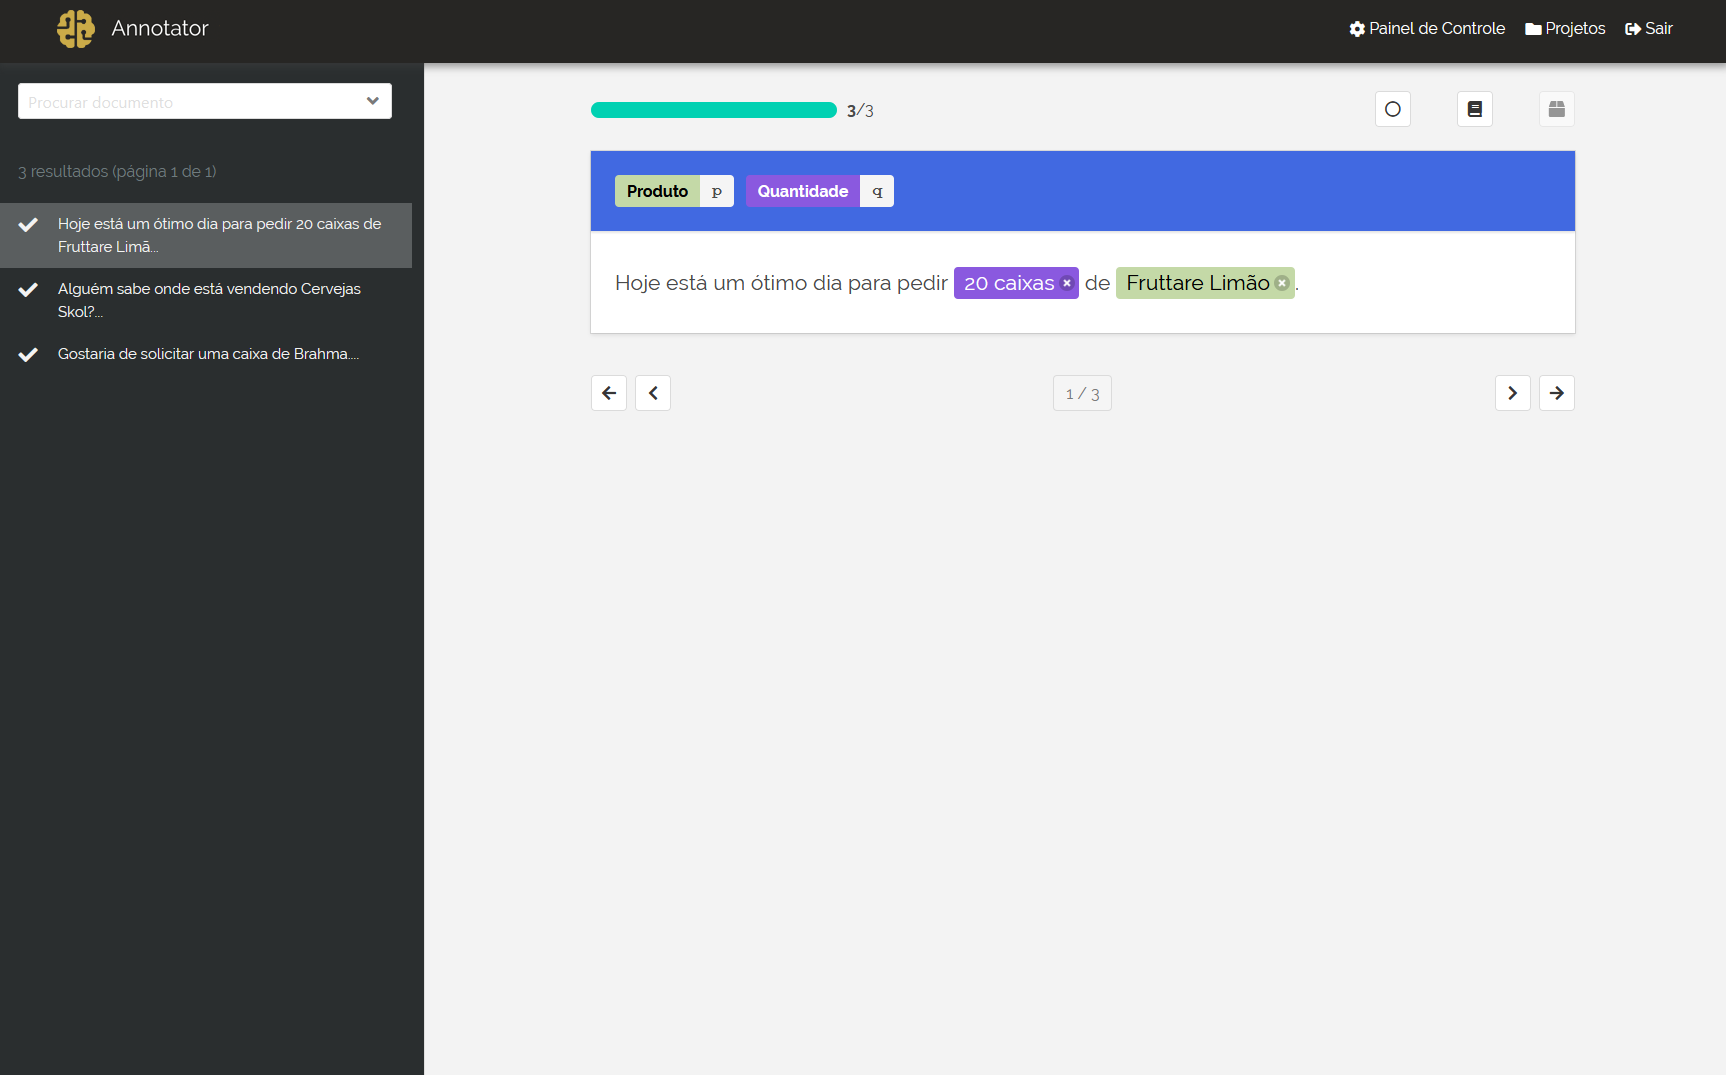 Annotator
Painel de Controle
Projetos
Sair
Procurar documento
3 resultados (página 1 de 1)
Hoje está um ótimo dia para pedir 20 caixas de
Fruttare Limã...
Alguém sabe onde está vendendo Cervejas
Skol?...
Gostaria de solicitar uma caixa de Brahma....
3/3
Produto p
Quantidade q
Hoje está um ótimo dia para pedir 20 caixas de Fruttare Limão.
1 / 3